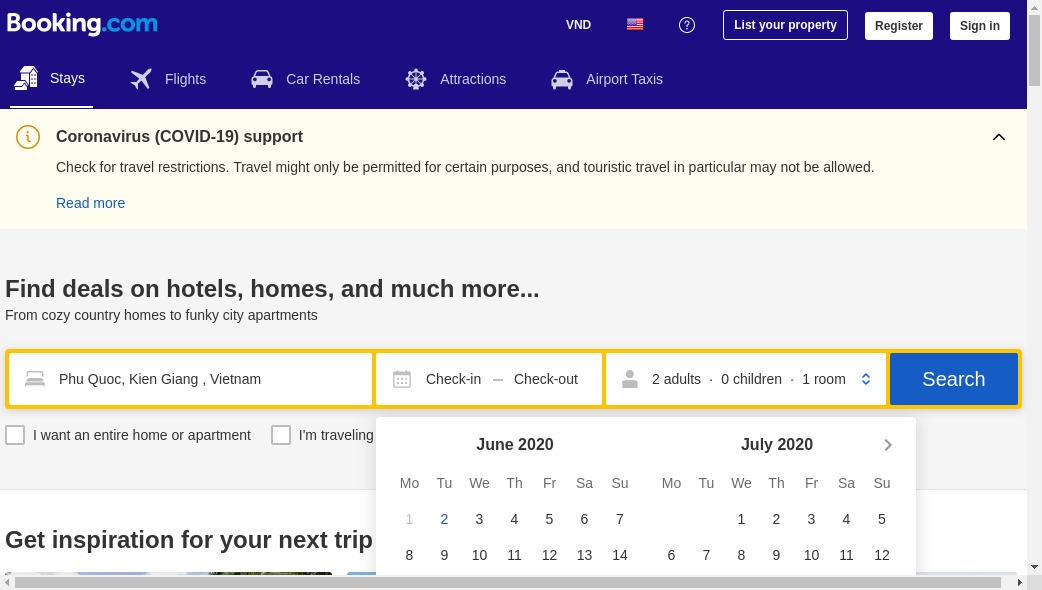 Booking.com
VND
List your property
Register
Sign in
Stays
Flights
Car Rentals
Attractions
Airport Taxis
Coronavirus (COVID-19) support
Check for travel restrictions. Travel might only be permitted for certain purposes, and touristic travel in particular may not be allowed.
Read more
Find deals on hotels, homes, and much more...
From cozy country homes to funky city apartments
Phu Quoc, Kien Giang , Vietnam
Check-in — Check-out
2 adults · 0 children · 1 room
Search
I want an entire home or apartment
I'm traveling
June 2020
Mo Tu We Th Fr Sa Su
1 2 3 4 5 6 7
8 9 10 11 12 13 14
July 2020
Mo Tu We Th Fr Sa Su
1 2 3 4 5
6 7 8 9 10 11 12
Get inspiration for your next trip